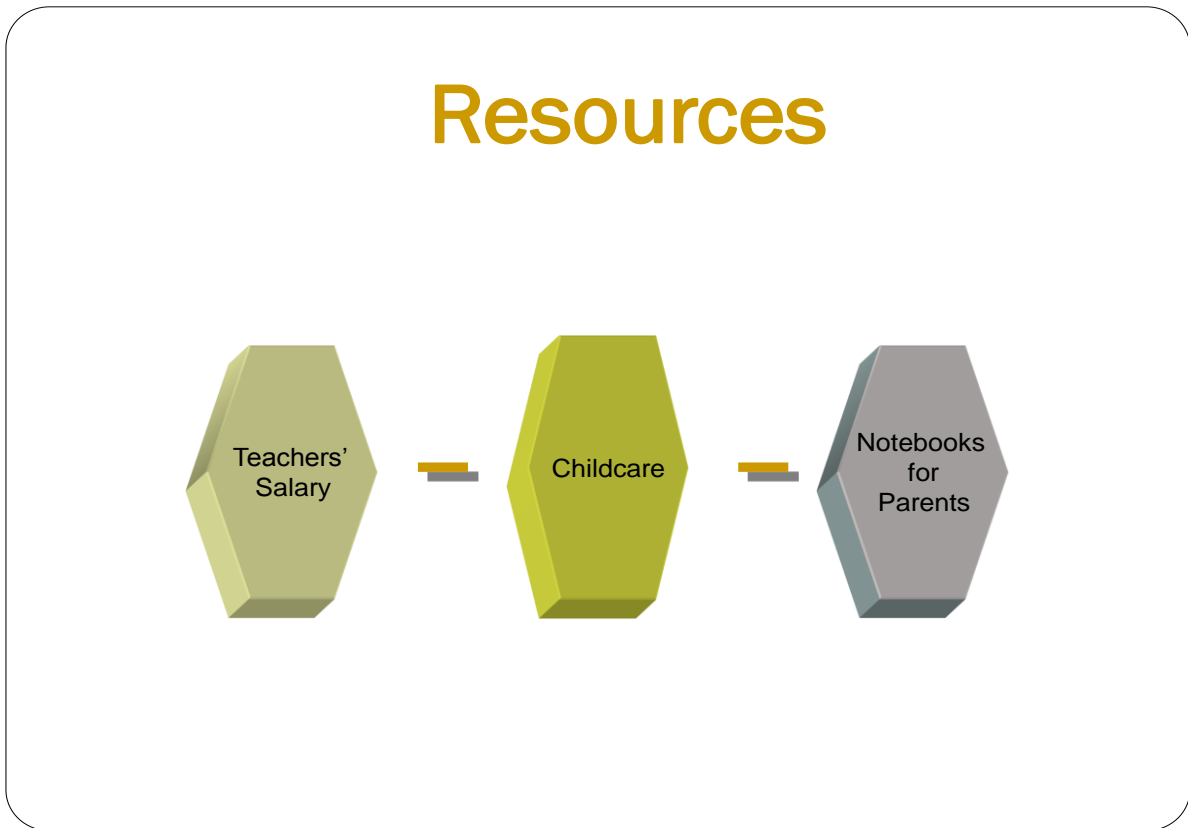 Resources
Teachers’
Salary
Childcare
Notebooks
for
Parents